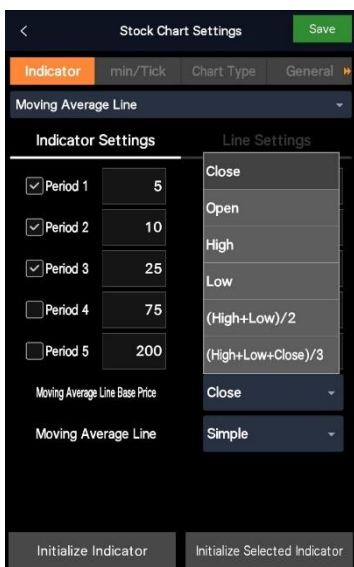 Stock Chart Settings
Save
Indicator
min/Tick
Chart Type
General
Moving Average Line
Indicator Settings
Line Settings
Period 1
5
Close
Period 2
10
Open
High
Period 3
25
Low
Period 4
75
(High+Low)/2
Period 5
200
(High+Low+Close)/3
Moving Average Line Base Price
Close
Moving Average Line
Simple
Initialize Indicator
Initialize Selected Indicator